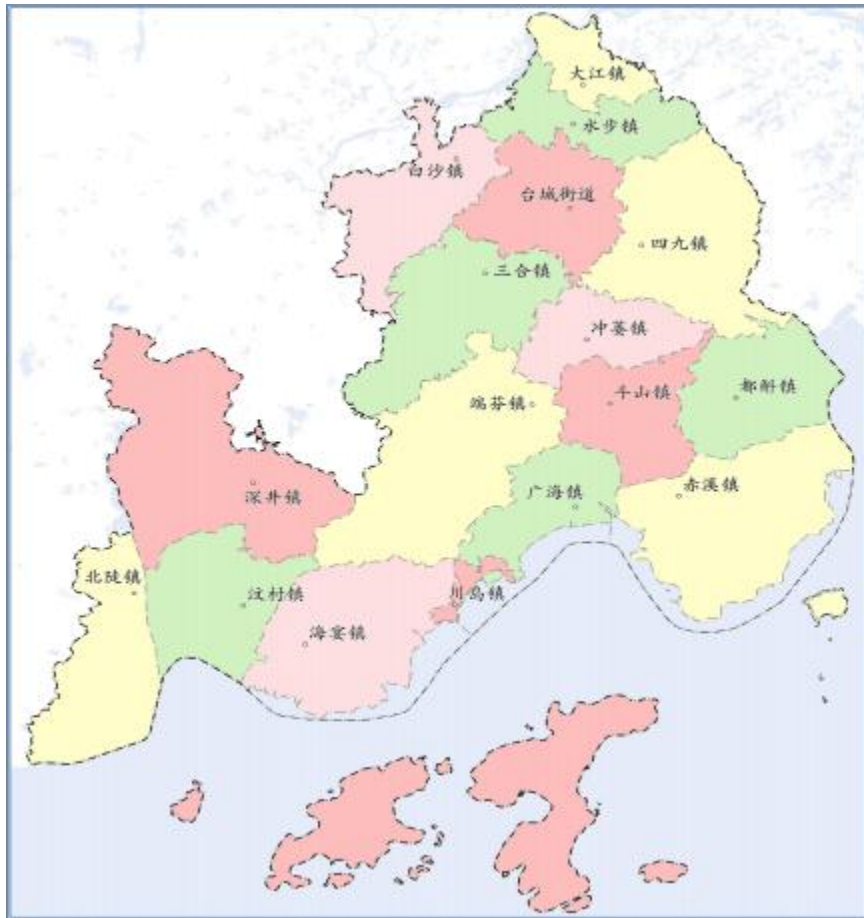 大江镇
水步镇
白沙镇
台城街道
四九镇
三合镇
冲蒌镇
端芬镇
斗山镇
都斛镇
深井镇
广海镇
赤溪镇
北陡镇
汶村镇
川岛镇
海宴镇